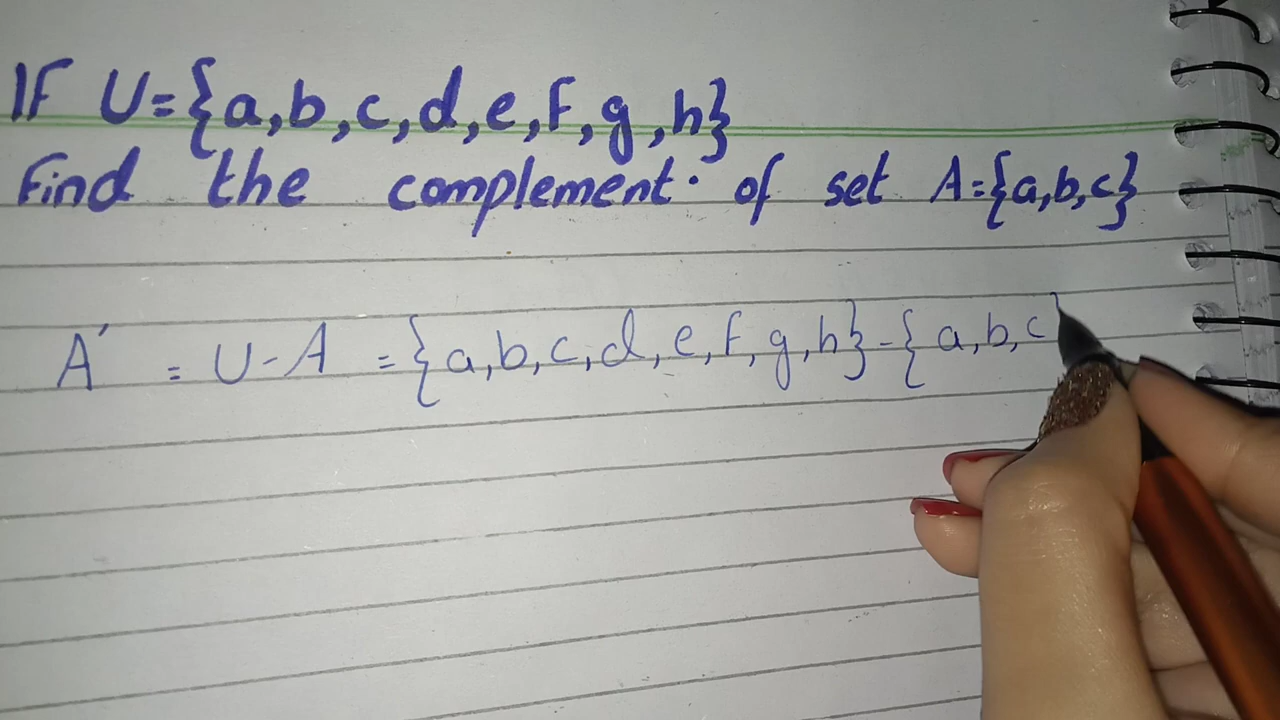 IF U={a,b,c,d,e,f,g,h}
Find the complement. of set A={a,b,c}
A' = U-A = {a,b,c,d,e,f,g,h}-{a,b,c}